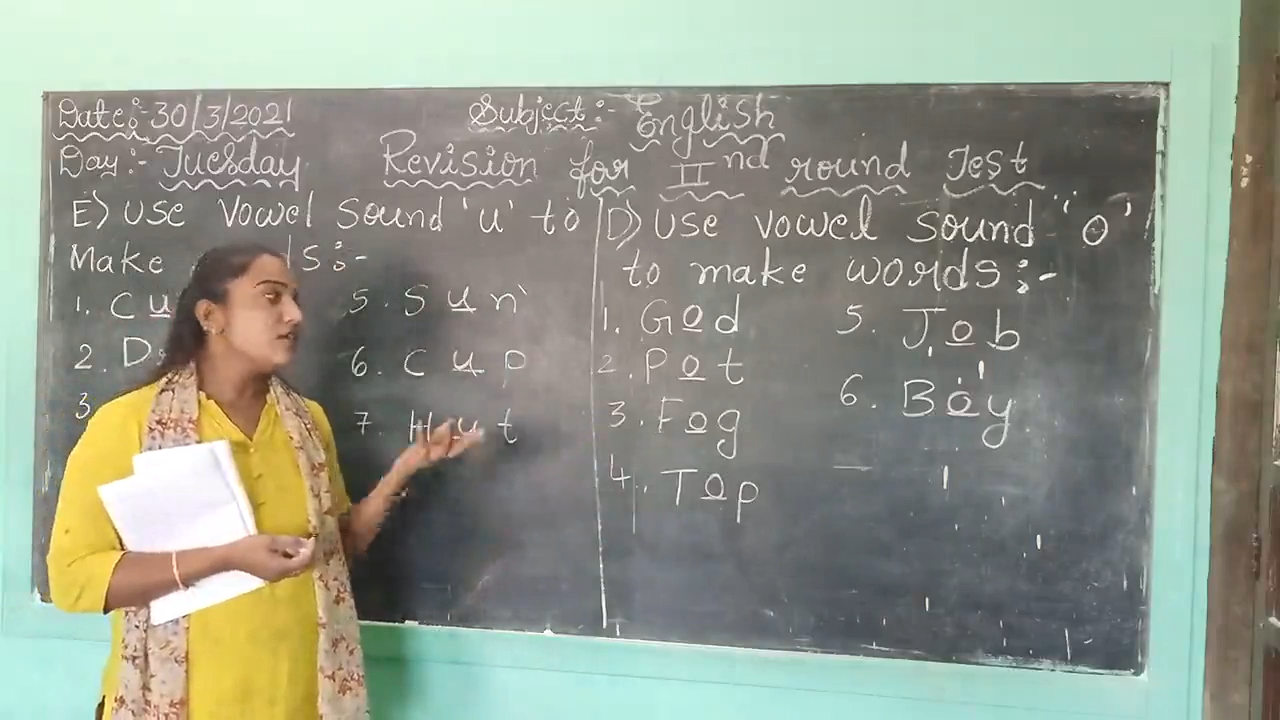 Date:- 30/3/2021
Subject:- English
Day:- Tuesday
Revision for IInd round Test
E) Use Vowel Sound 'u' to
Make
1. Cu
2. D
3.
5. Sun
6. Cup
7. Hut
D) Use vowel sound 'o'
to make words:-
1. God
2. Pot
3. Fog
4. Top
5. Job
6. Boy